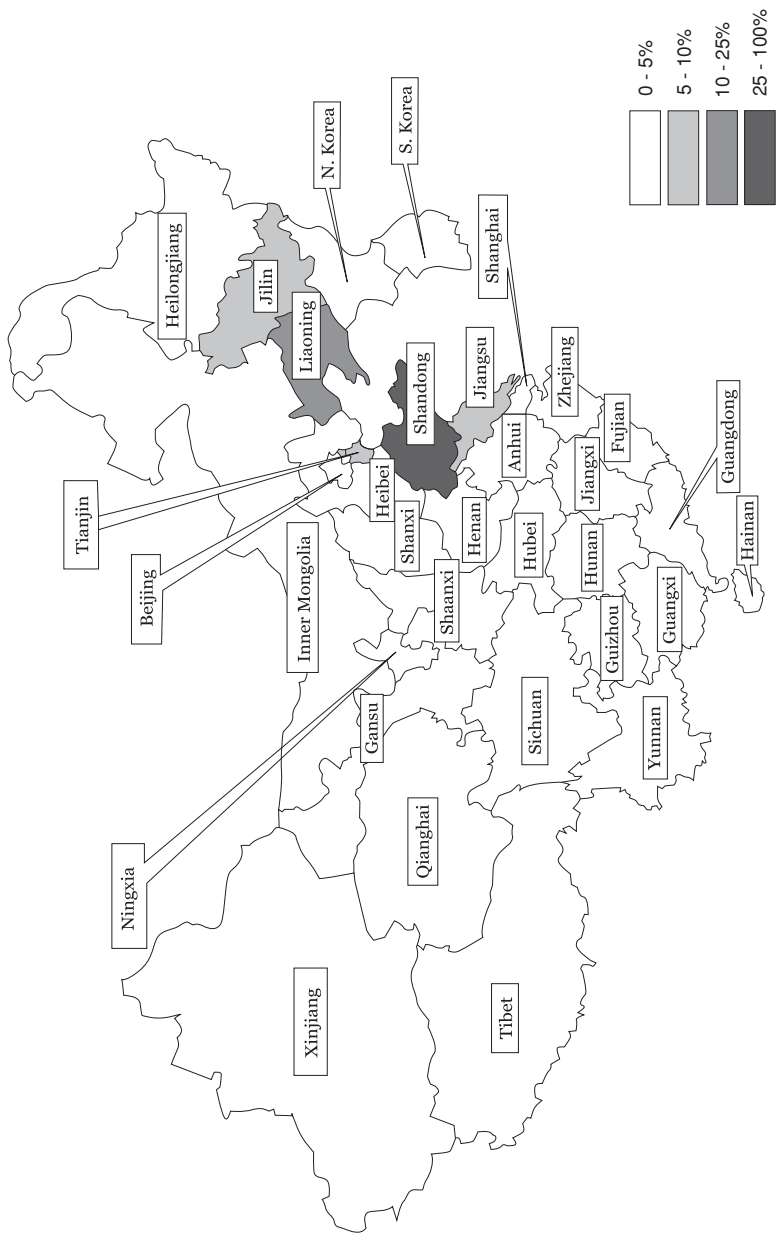 Heilongjiang
Jilin
Liaoning
N. Korea
S. Korea
Tianjin
Beijing
Inner Mongolia
Ningxia
Heibei
Shandong
Shanxi
Shaanxi
Gansu
Qianghai
Xinjiang
Tibet
Henan
Jiangsu
Shanghai
Anhui
Hubei
Sichuan
Zhejiang
Jiangxi
Hunan
Fujian
Guizhou
Yunnan
Guangxi
Guangdong
Hainan
0 - 5%
5 - 10%
10 - 25%
25 - 100%